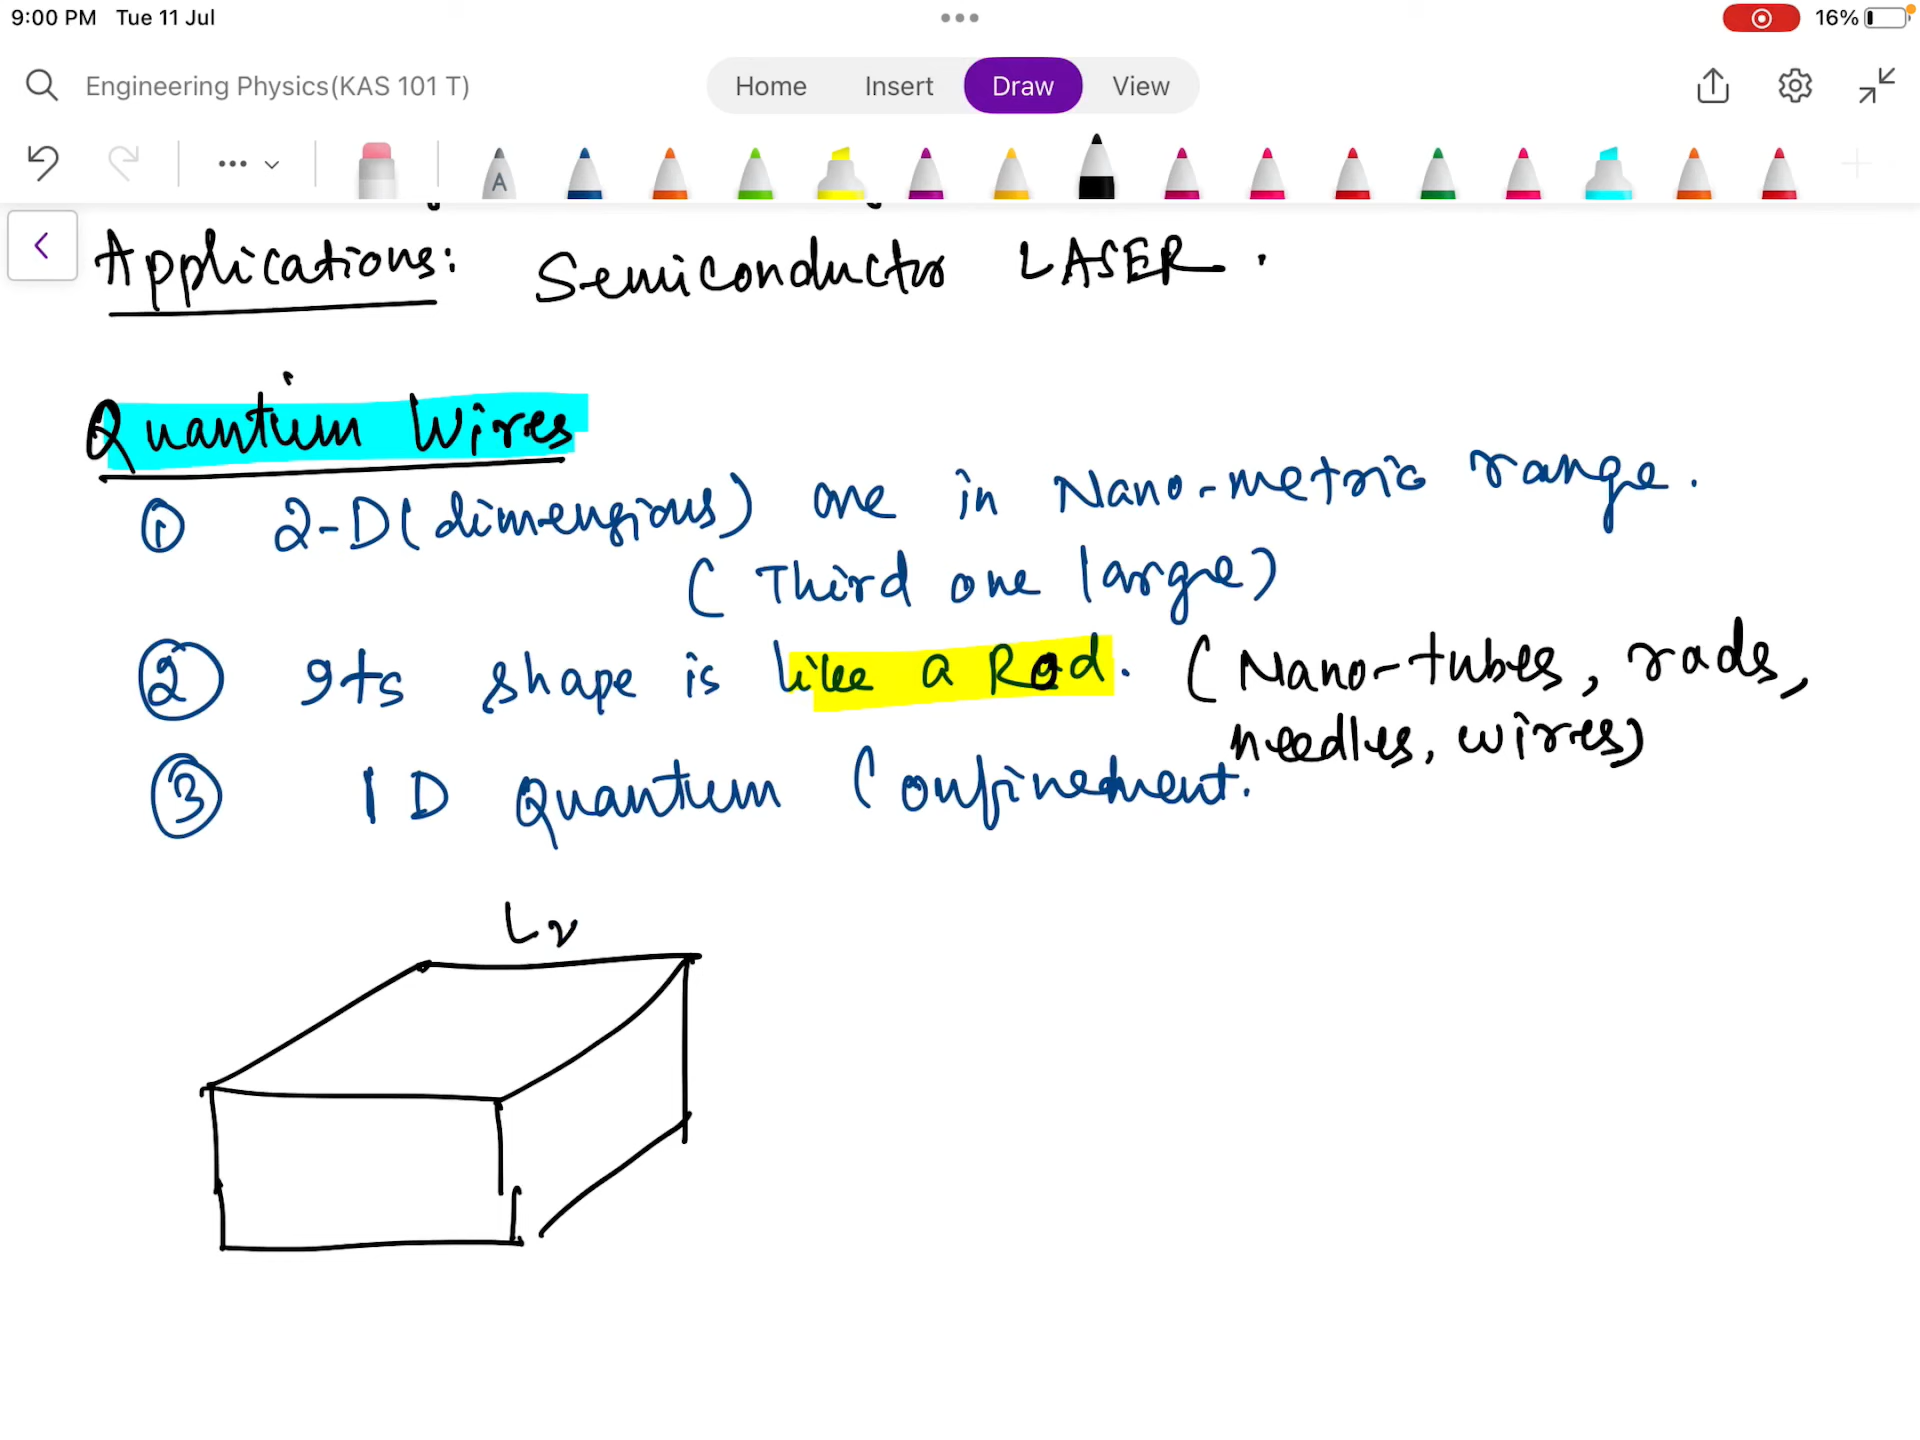 9:00 PM Tue 11 Jul
16%
Engineering Physics(KAS 101 T)
Home Insert Draw View
A
Applications: Semiconductor LASER.
Quantum Wires
① 2-D(dimensions) are in Nano-metric range.
(Third one large)
② Its shape is like a Rod. (Nano-tubes, rods,
needles, wires)
③ 1D Quantum Confinement.